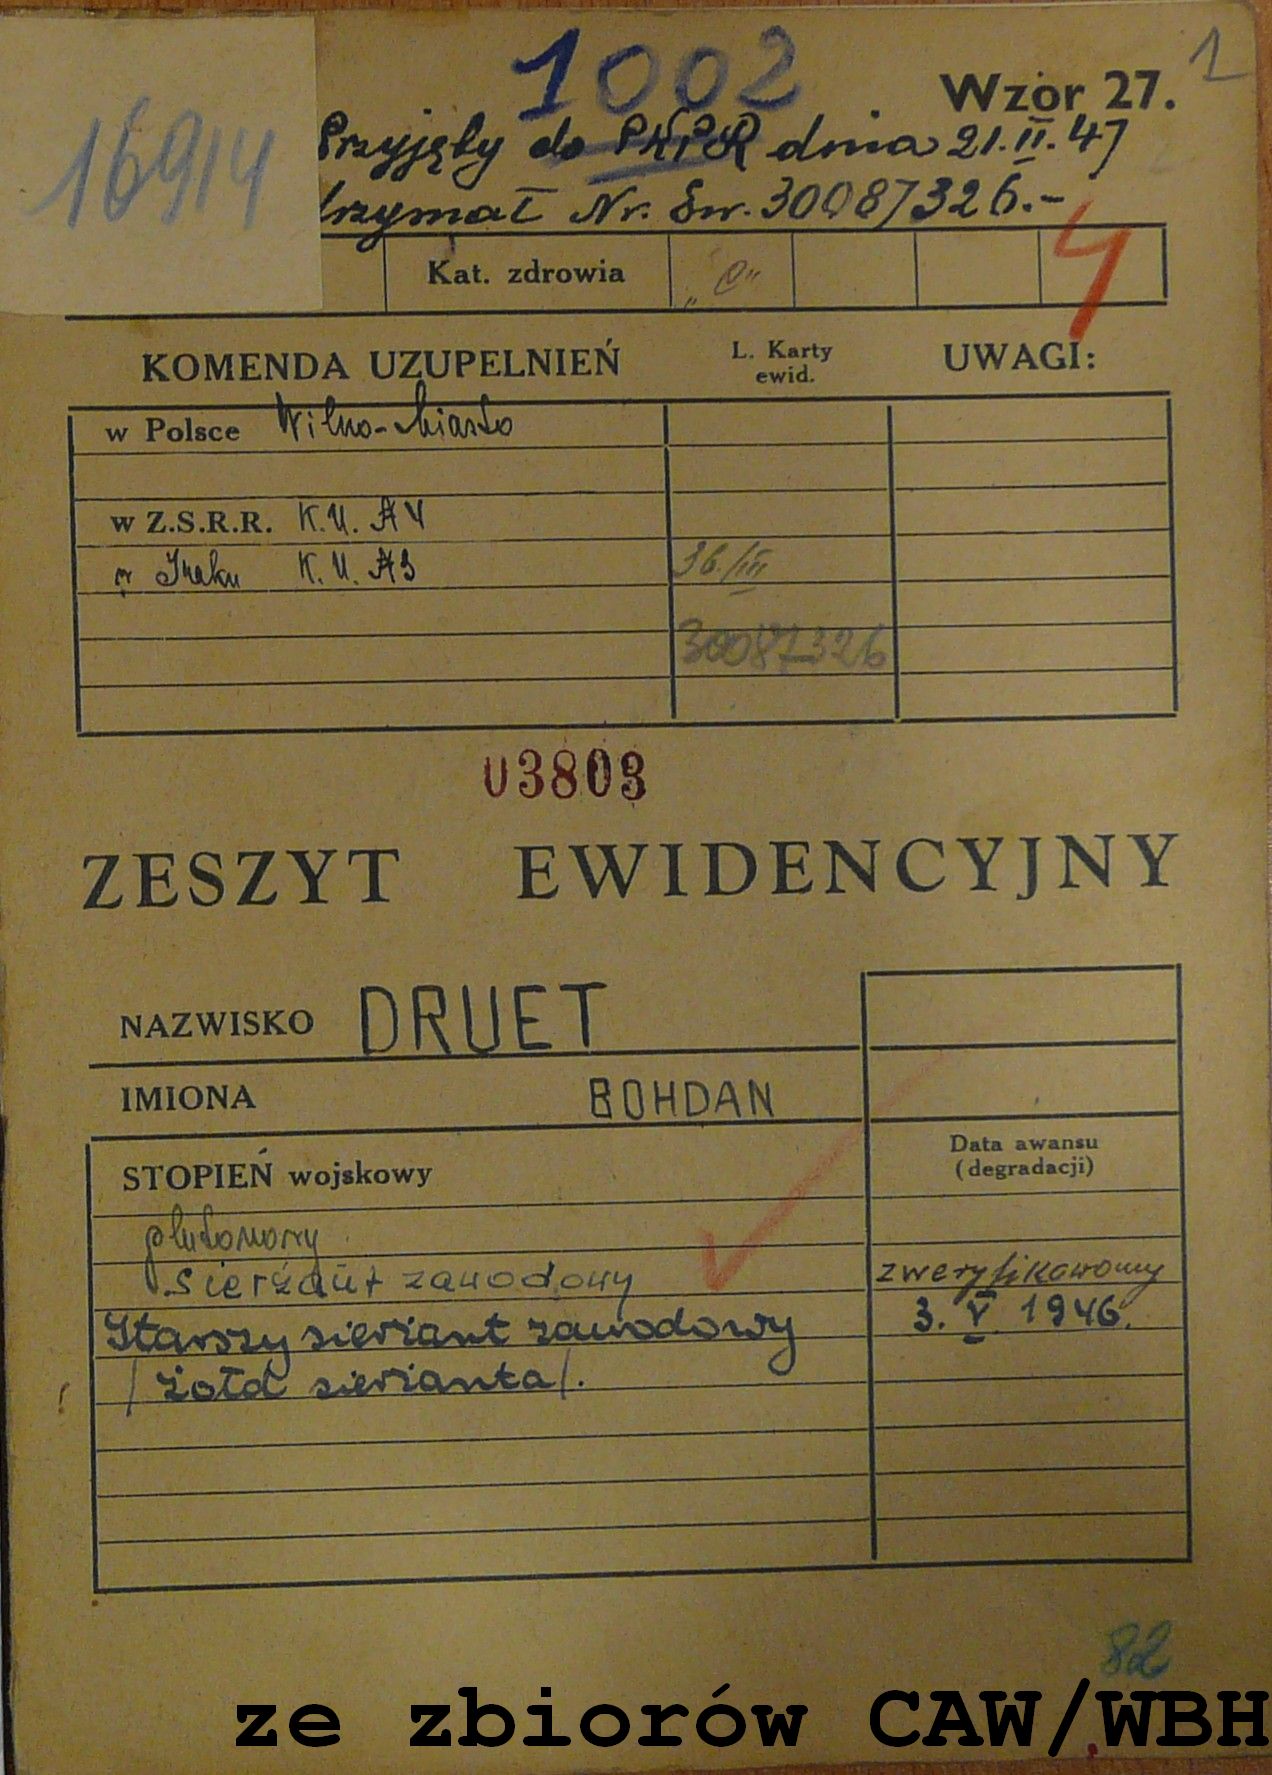 1002
1
Wzór 27.
16914
Przyjęty do PKPR dnia 21.II.47
trzymał Nr. Ew. 30087326.-
4
Kat. zdrowia „C"
KOMENDA UZUPEŁNIEŃ L. Karty ewid. UWAGI:
w Polsce Wilno-Miasto
w Z.S.R.R. K.U. A4
w Iraku K.U. A3 36./III
30087326
03803
ZESZYT EWIDENCYJNY
NAZWISKO DRUET
IMIONA BOHDAN
STOPIEŃ wojskowy Data awansu (degradacji)
plutonowy
sierżant zawodowy zweryfikowany
Starszy sierżant zawodowy 3. V. 1946.
/żołd sierżanta/.
82
ze zbiorów CAW/WBH